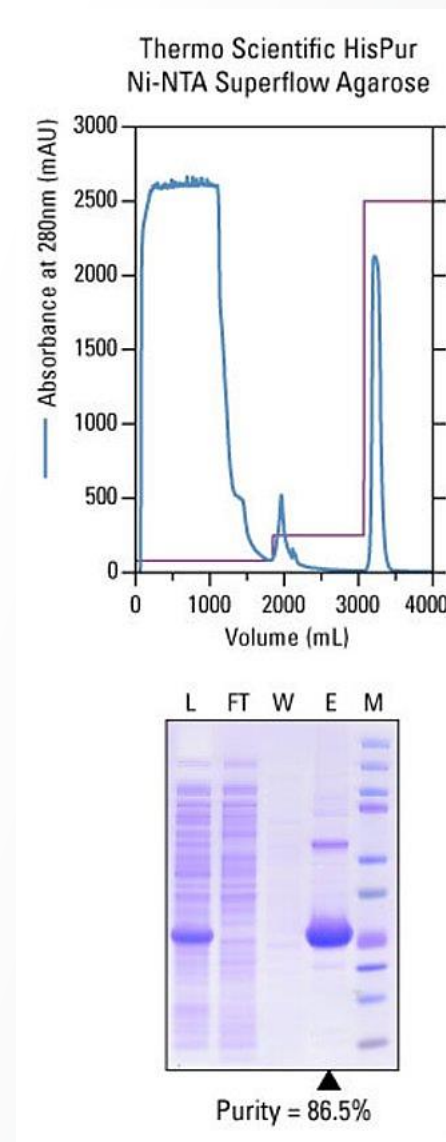 Thermo Scientific HisPur
Ni-NTA Superflow Agarose
Absorbance at 280nm (mAU)
3000
2500
2000
1500
1000
500
0
0 1000 2000 3000 4000
Volume (mL)
L FT W E M
Purity = 86.5%